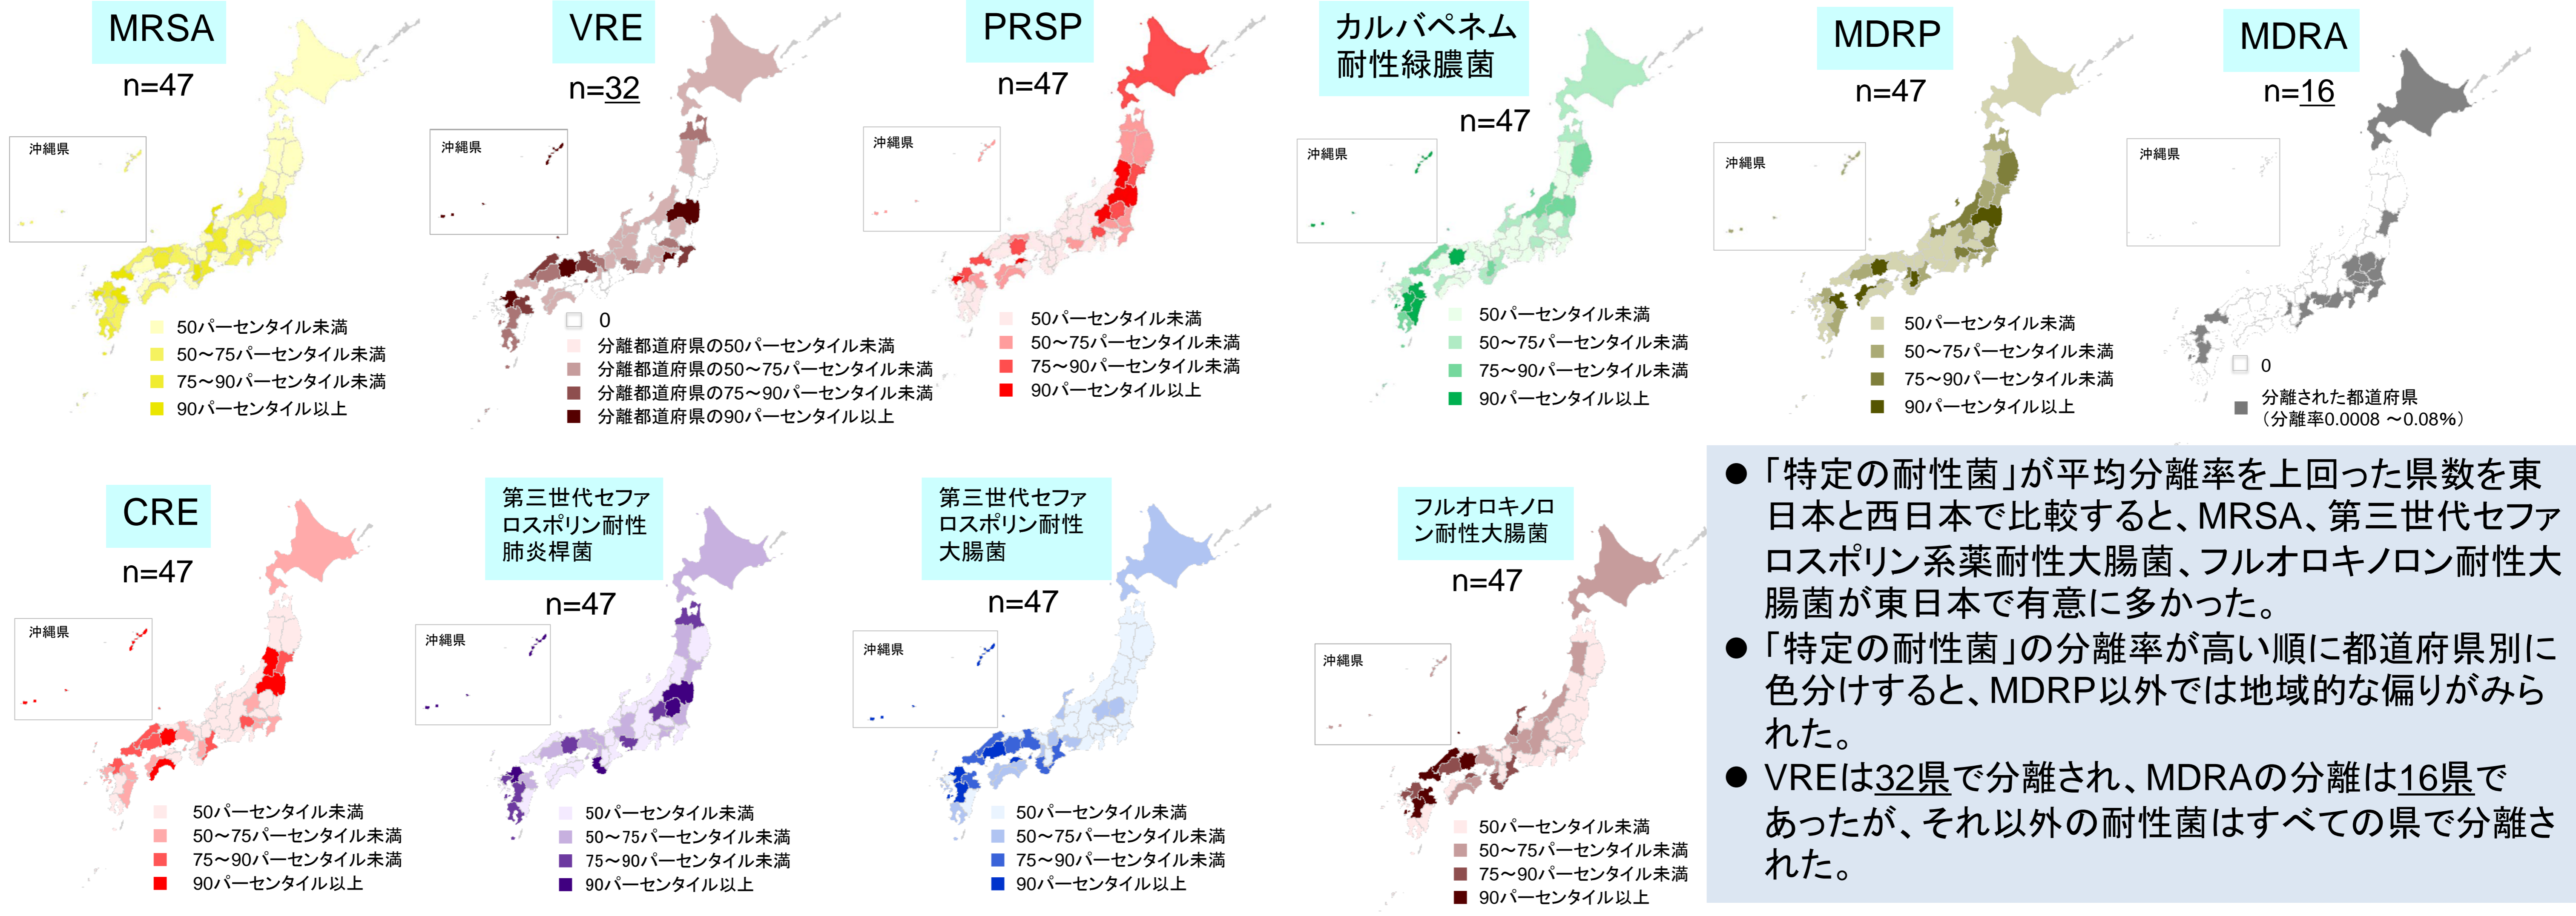 MRSA
n=47
沖縄県
50パーセンタイル未満
50～75パーセンタイル未満
75～90パーセンタイル未満
90パーセンタイル以上
VRE
n=32
沖縄県
0
分離都道府県の50パーセンタイル未満
分離都道府県の50～75パーセンタイル未満
分離都道府県の75～90パーセンタイル未満
分離都道府県の90パーセンタイル以上
PRSP
n=47
沖縄県
50パーセンタイル未満
50～75パーセンタイル未満
75～90パーセンタイル未満
90パーセンタイル以上
カルバペネム
耐性緑膿菌
n=47
沖縄県
50パーセンタイル未満
50～75パーセンタイル未満
75～90パーセンタイル未満
90パーセンタイル以上
MDRP
n=47
沖縄県
50パーセンタイル未満
50～75パーセンタイル未満
75～90パーセンタイル未満
90パーセンタイル以上
MDRA
n=16
沖縄県
0
分離された都道府県
（分離率0.0008 ～0.08%）
CRE
n=47
沖縄県
50パーセンタイル未満
50～75パーセンタイル未満
75～90パーセンタイル未満
90パーセンタイル以上
第三世代セファ
ロスポリン耐性
肺炎桿菌
n=47
沖縄県
50パーセンタイル未満
50～75パーセンタイル未満
75～90パーセンタイル未満
90パーセンタイル以上
第三世代セファ
ロスポリン耐性
大腸菌
n=47
沖縄県
50パーセンタイル未満
50～75パーセンタイル未満
75～90パーセンタイル未満
90パーセンタイル以上
フルオロキノロ
ン耐性大腸菌
n=47
沖縄県
50パーセンタイル未満
50～75パーセンタイル未満
75～90パーセンタイル未満
90パーセンタイル以上
● 「特定の耐性菌」が平均分離率を上回った県数を東
日本と西日本で比較すると、MRSA、第三世代セファ
ロスポリン系薬耐性大腸菌、フルオロキノロン耐性大
腸菌が東日本で有意に多かった。
● 「特定の耐性菌」の分離率が高い順に都道府県別に
色分けすると、MDRP以外では地域的な偏りがみら
れた。
● VREは32県で分離され、MDRAの分離は16県で
あったが、それ以外の耐性菌はすべての県で分離さ
れた。